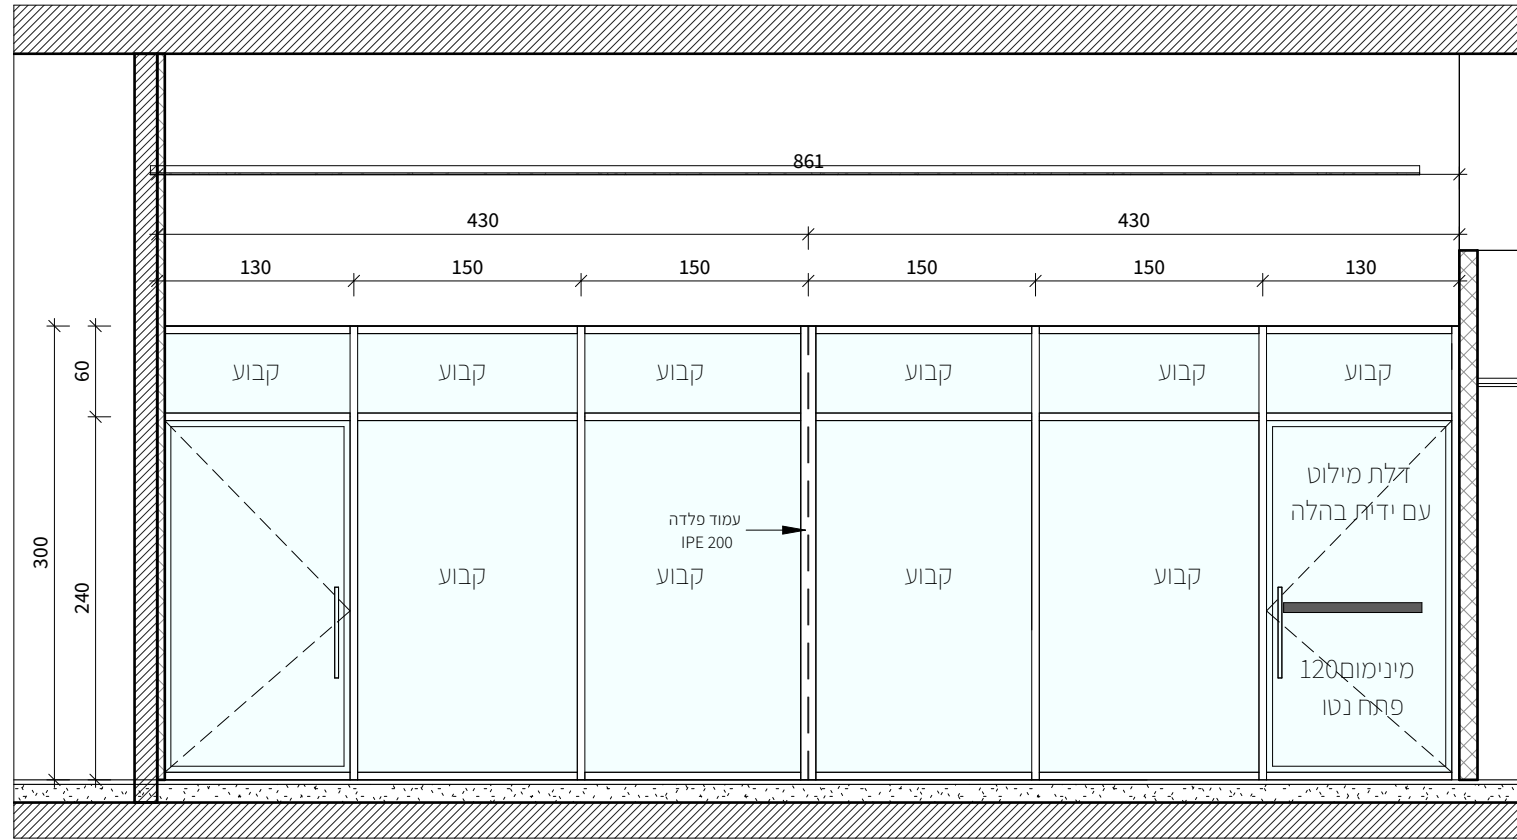 861
430 430
130 150 150 150 150 130
60
קבוע קבוע קבוע קבוע קבוע קבוע
300
240
דלת מילוט
עם ידית בהלה
עמוד פלדה
IPE 200
קבוע קבוע קבוע קבוע
מינימום120
פתח נטו